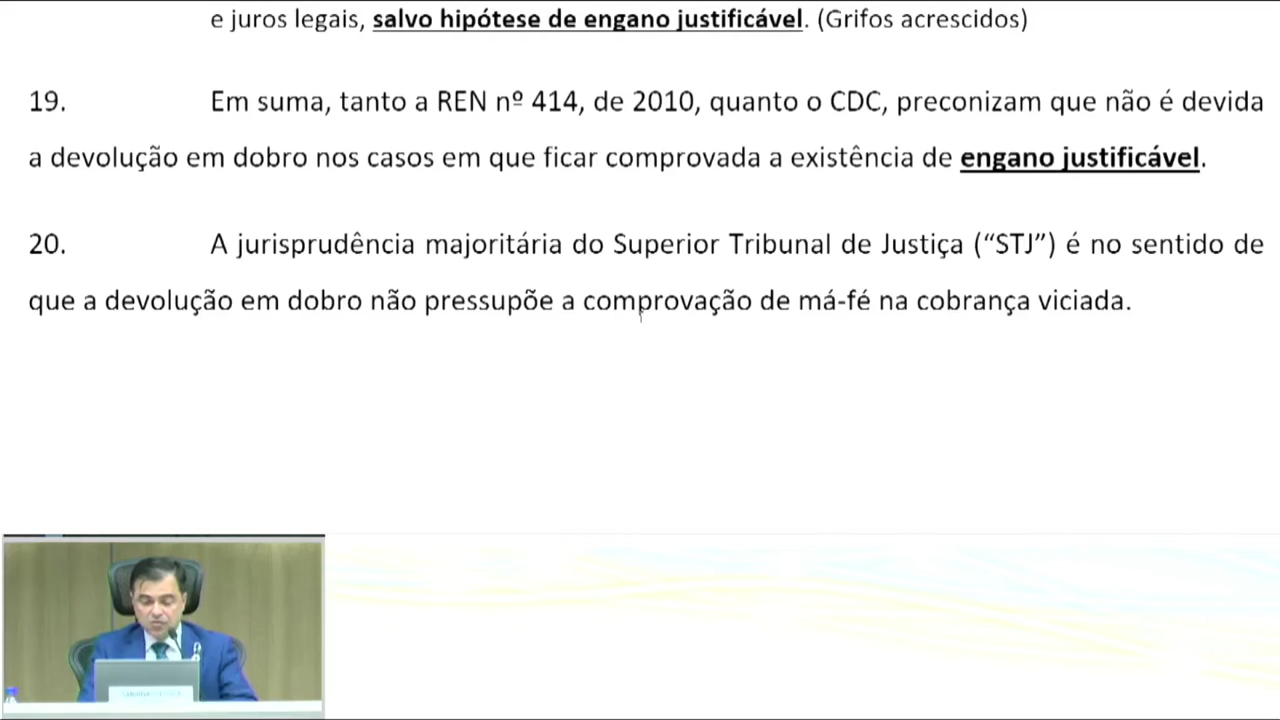 e juros legais, salvo hipótese de engano justificável. (Grifos acrescidos)
19. Em suma, tanto a REN nº 414, de 2010, quanto o CDC, preconizam que não é devida
a devolução em dobro nos casos em que ficar comprovada a existência de engano justificável.
20. A jurisprudência majoritária do Superior Tribunal de Justiça (“STJ”) é no sentido de
que a devolução em dobro não pressupõe a comprovação de má-fé na cobrança viciada.